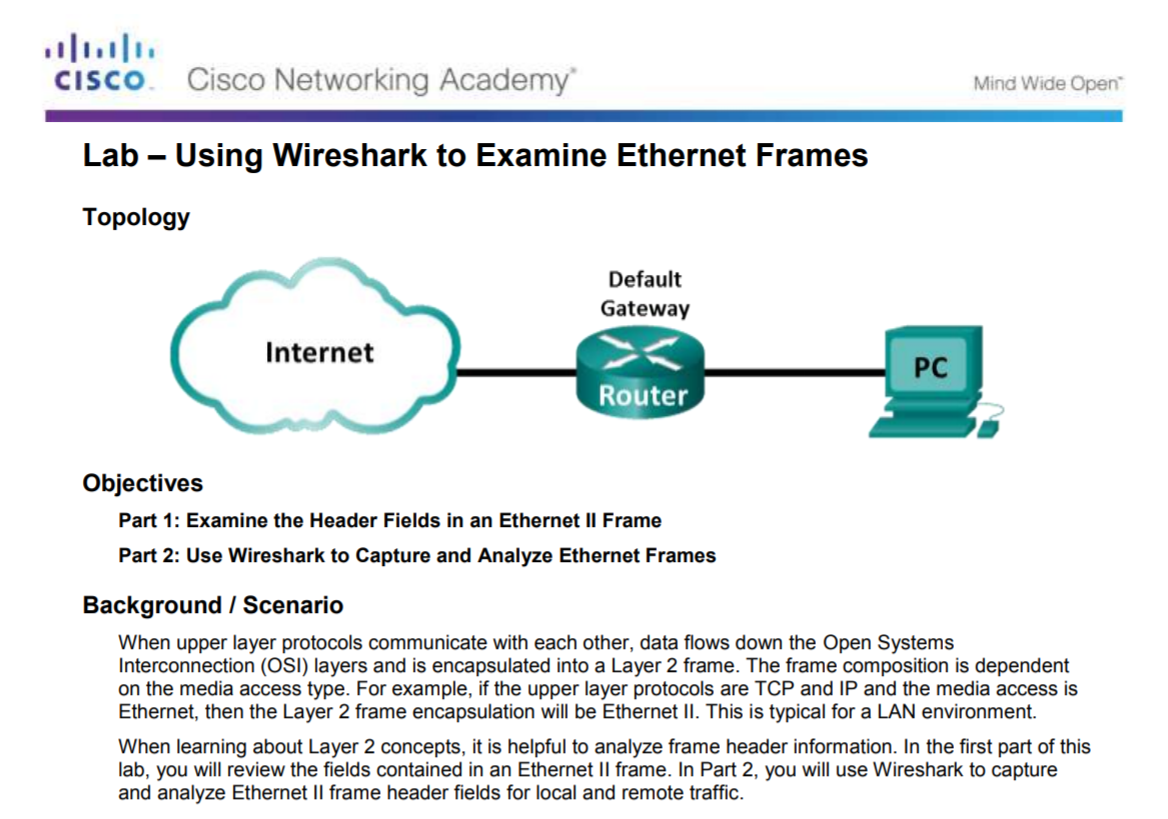 CISCO. Cisco Networking Academy® Mind Wide Open™
Lab – Using Wireshark to Examine Ethernet Frames
Topology
Internet
Default
Gateway
Router
PC
Objectives
Part 1: Examine the Header Fields in an Ethernet II Frame
Part 2: Use Wireshark to Capture and Analyze Ethernet Frames
Background / Scenario
When upper layer protocols communicate with each other, data flows down the Open Systems
Interconnection (OSI) layers and is encapsulated into a Layer 2 frame. The frame composition is dependent
on the media access type. For example, if the upper layer protocols are TCP and IP and the media access is
Ethernet, then the Layer 2 frame encapsulation will be Ethernet II. This is typical for a LAN environment.
When learning about Layer 2 concepts, it is helpful to analyze frame header information. In the first part of this
lab, you will review the fields contained in an Ethernet II frame. In Part 2, you will use Wireshark to capture
and analyze Ethernet II frame header fields for local and remote traffic.